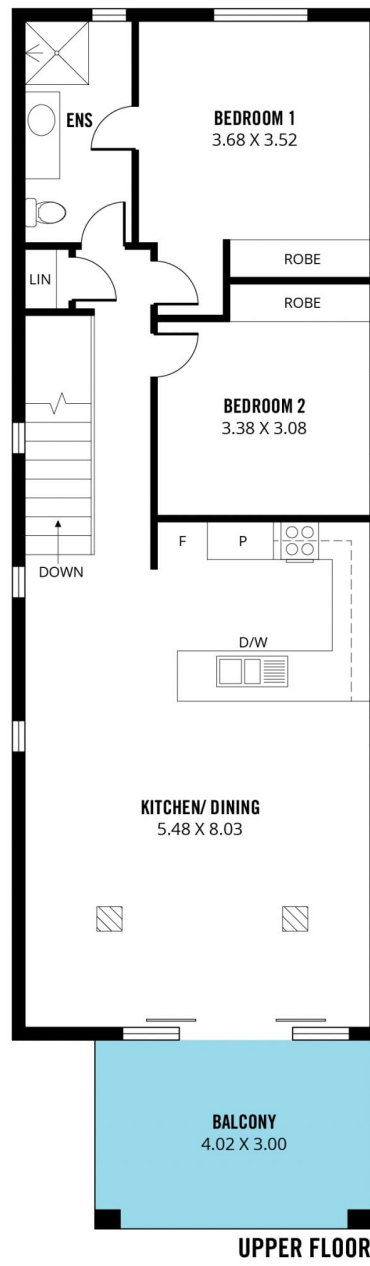 ENS
BEDROOM 1
3.68 X 3.52
ROBE
LIN
ROBE
BEDROOM 2
3.38 X 3.08
F
P
DOWN
D/W
KITCHEN/ DINING
5.48 X 8.03
BALCONY
4.02 X 3.00
UPPER FLOOR